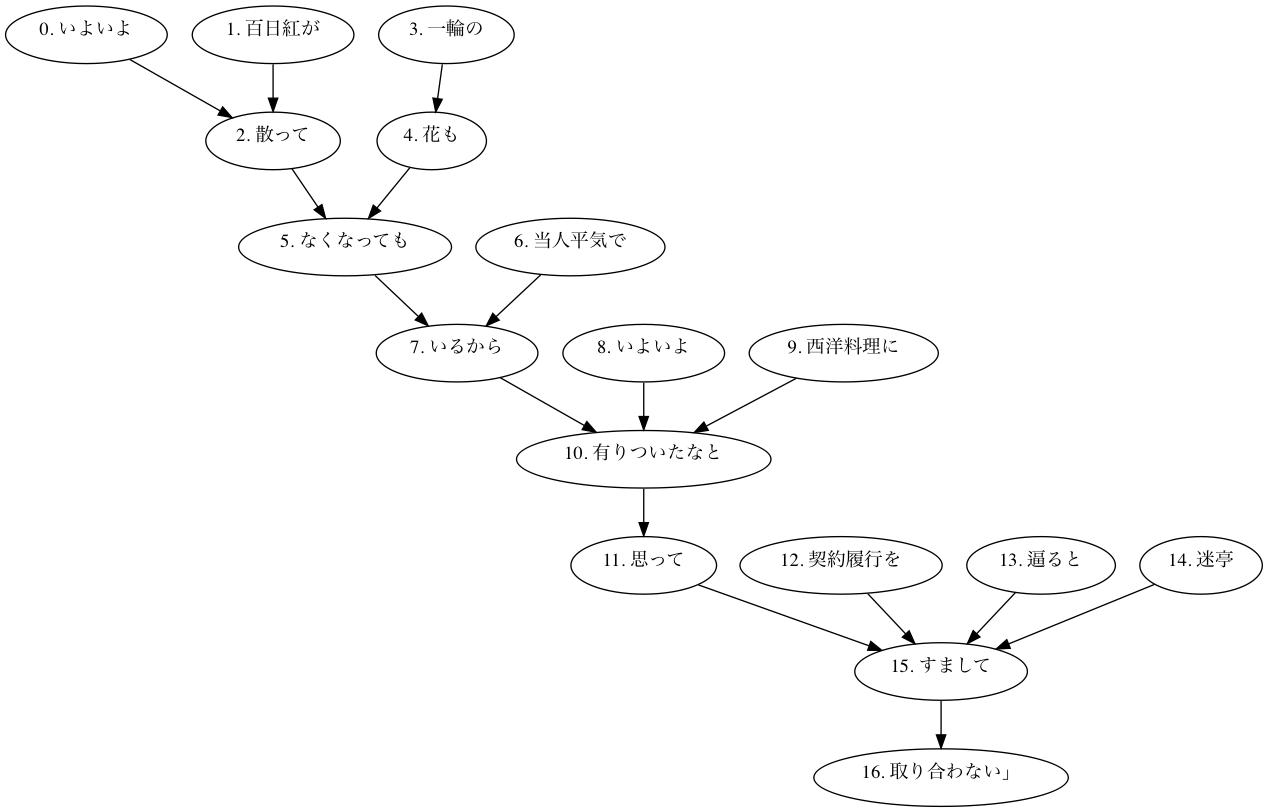 0. いよいよ
1. 百日紅が
3. 一輪の
2. 散って
4. 花も
5. なくなっても
6. 当人平気で
7. いるから
8. いよいよ
9. 西洋料理に
10. 有りついたなと
11. 思って
12. 契約履行を
13. 逼ると
14. 迷亭
15. すまして
16. 取り合わない」